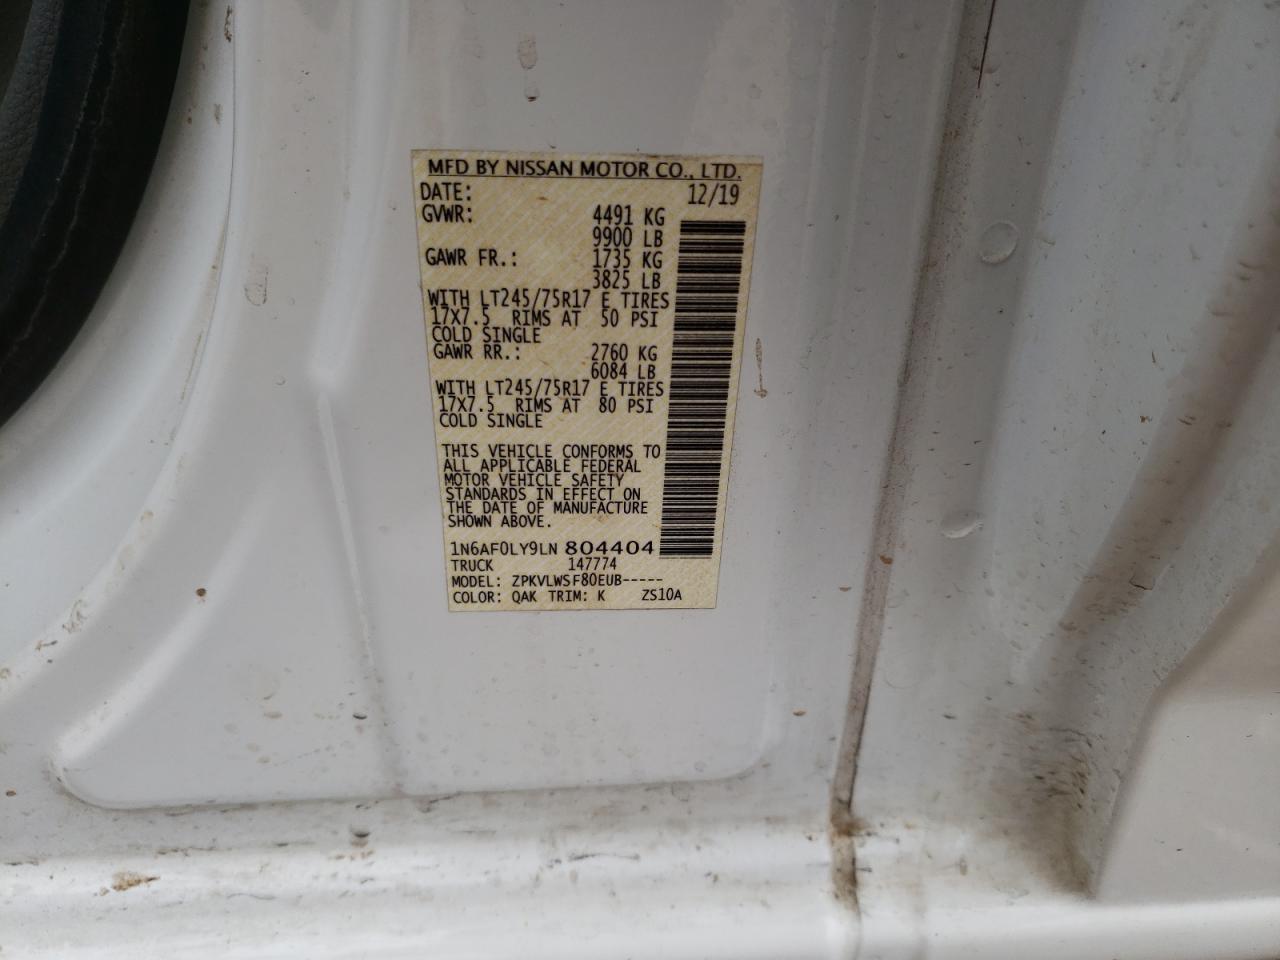 MFD BY NISSAN MOTOR CO., LTD.
DATE: 12/19
GVWR: 4491 KG
9900 LB
GAWR FR.: 1735 KG
3825 LB
WITH LT245/75R17 E TIRES
17X7.5 RIMS AT 50 PSI
COLD SINGLE
GAWR RR.: 2760 KG
6084 LB
WITH LT245/75R17 E TIRES
17X7.5 RIMS AT 80 PSI
COLD SINGLE
THIS VEHICLE CONFORMS TO
ALL APPLICABLE FEDERAL
MOTOR VEHICLE SAFETY
STANDARDS IN EFFECT ON
THE DATE OF MANUFACTURE
SHOWN ABOVE.
1N6AF0LY9LN 804404
TRUCK 147774
MODEL: ZPKVLWSF80EUB-----
COLOR: QAK TRIM: K ZS10A